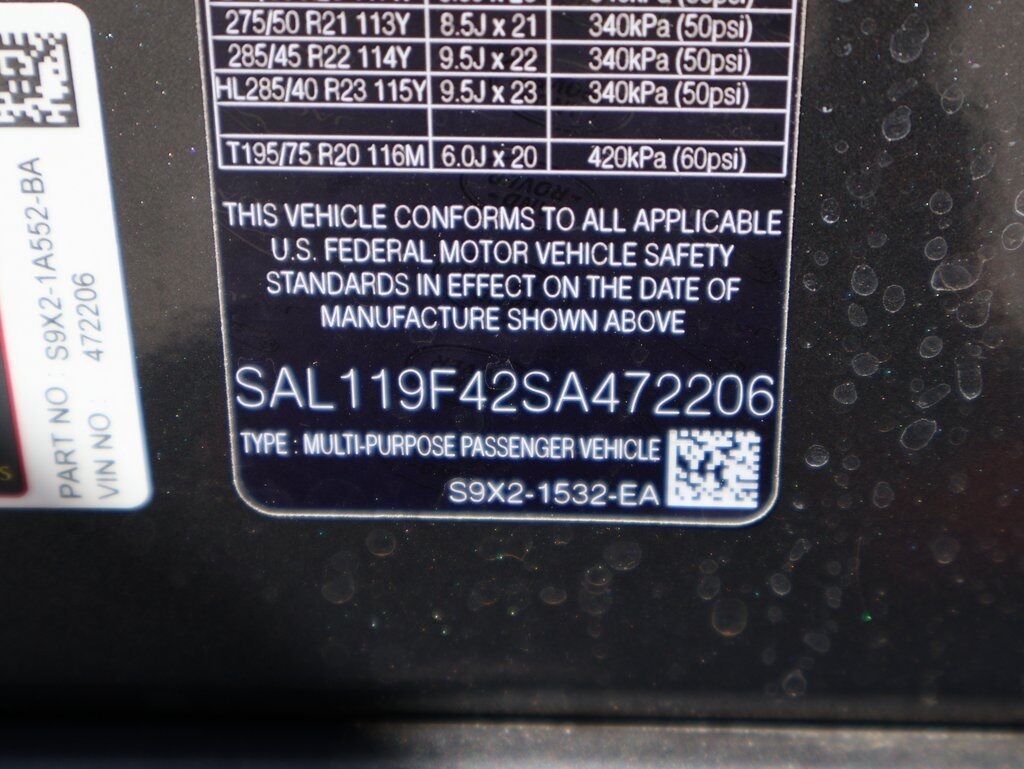 275/50 R21 113Y 8.5J x 21 340kPa (50psi)
285/45 R22 114Y 9.5J x 22 340kPa (50psi)
HL285/40 R23 115Y 9.5J x 23 340kPa (50psi)
T195/75 R20 116M 6.0J x 20 420kPa (60psi)
THIS VEHICLE CONFORMS TO ALL APPLICABLE
U.S. FEDERAL MOTOR VEHICLE SAFETY
STANDARDS IN EFFECT ON THE DATE OF
MANUFACTURE SHOWN ABOVE
SAL119F42SA472206
TYPE : MULTI-PURPOSE PASSENGER VEHICLE
S9X2-1532-EA
PART NO : S9X2-1A552-BA
VIN NO : 472206